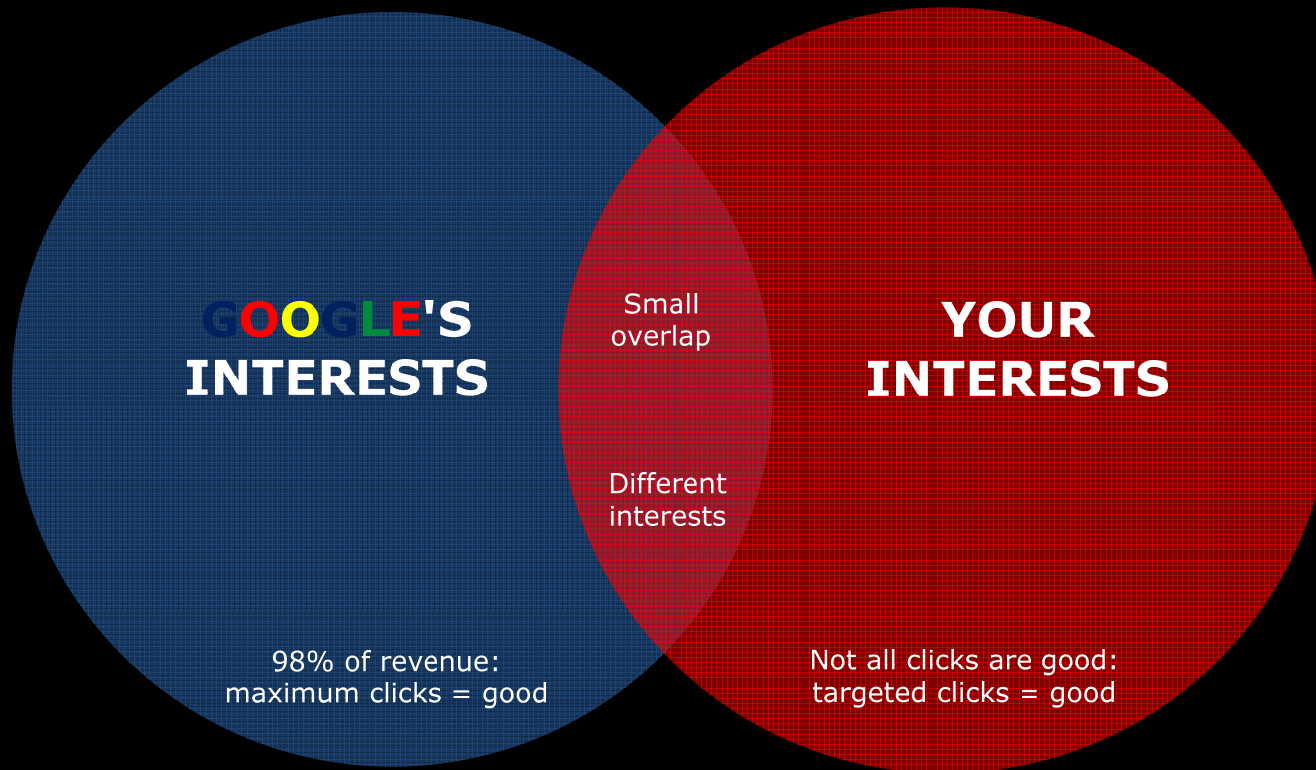 GOOGLE'S
INTERESTS
98% of revenue:
maximum clicks = good
Small
overlap
Different
interests
YOUR
INTERESTS
Not all clicks are good:
targeted clicks = good